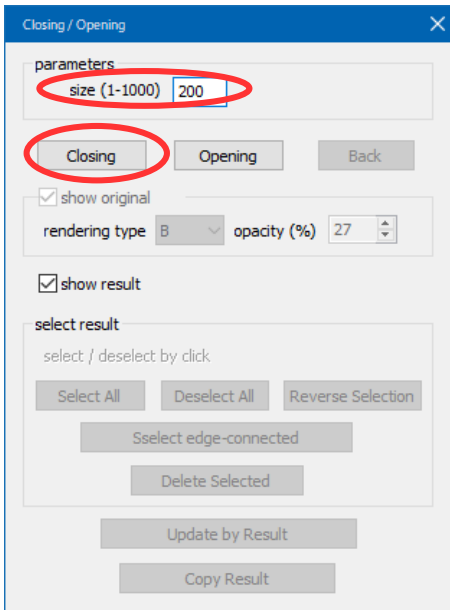 Closing / Opening
parameters
size (1-1000) 200
Closing Opening Back
show original
rendering type B opacity (%) 27
show result
select result
select / deselect by click
Select All Deselect All Reverse Selection
Sselect edge-connected
Delete Selected
Update by Result
Copy Result